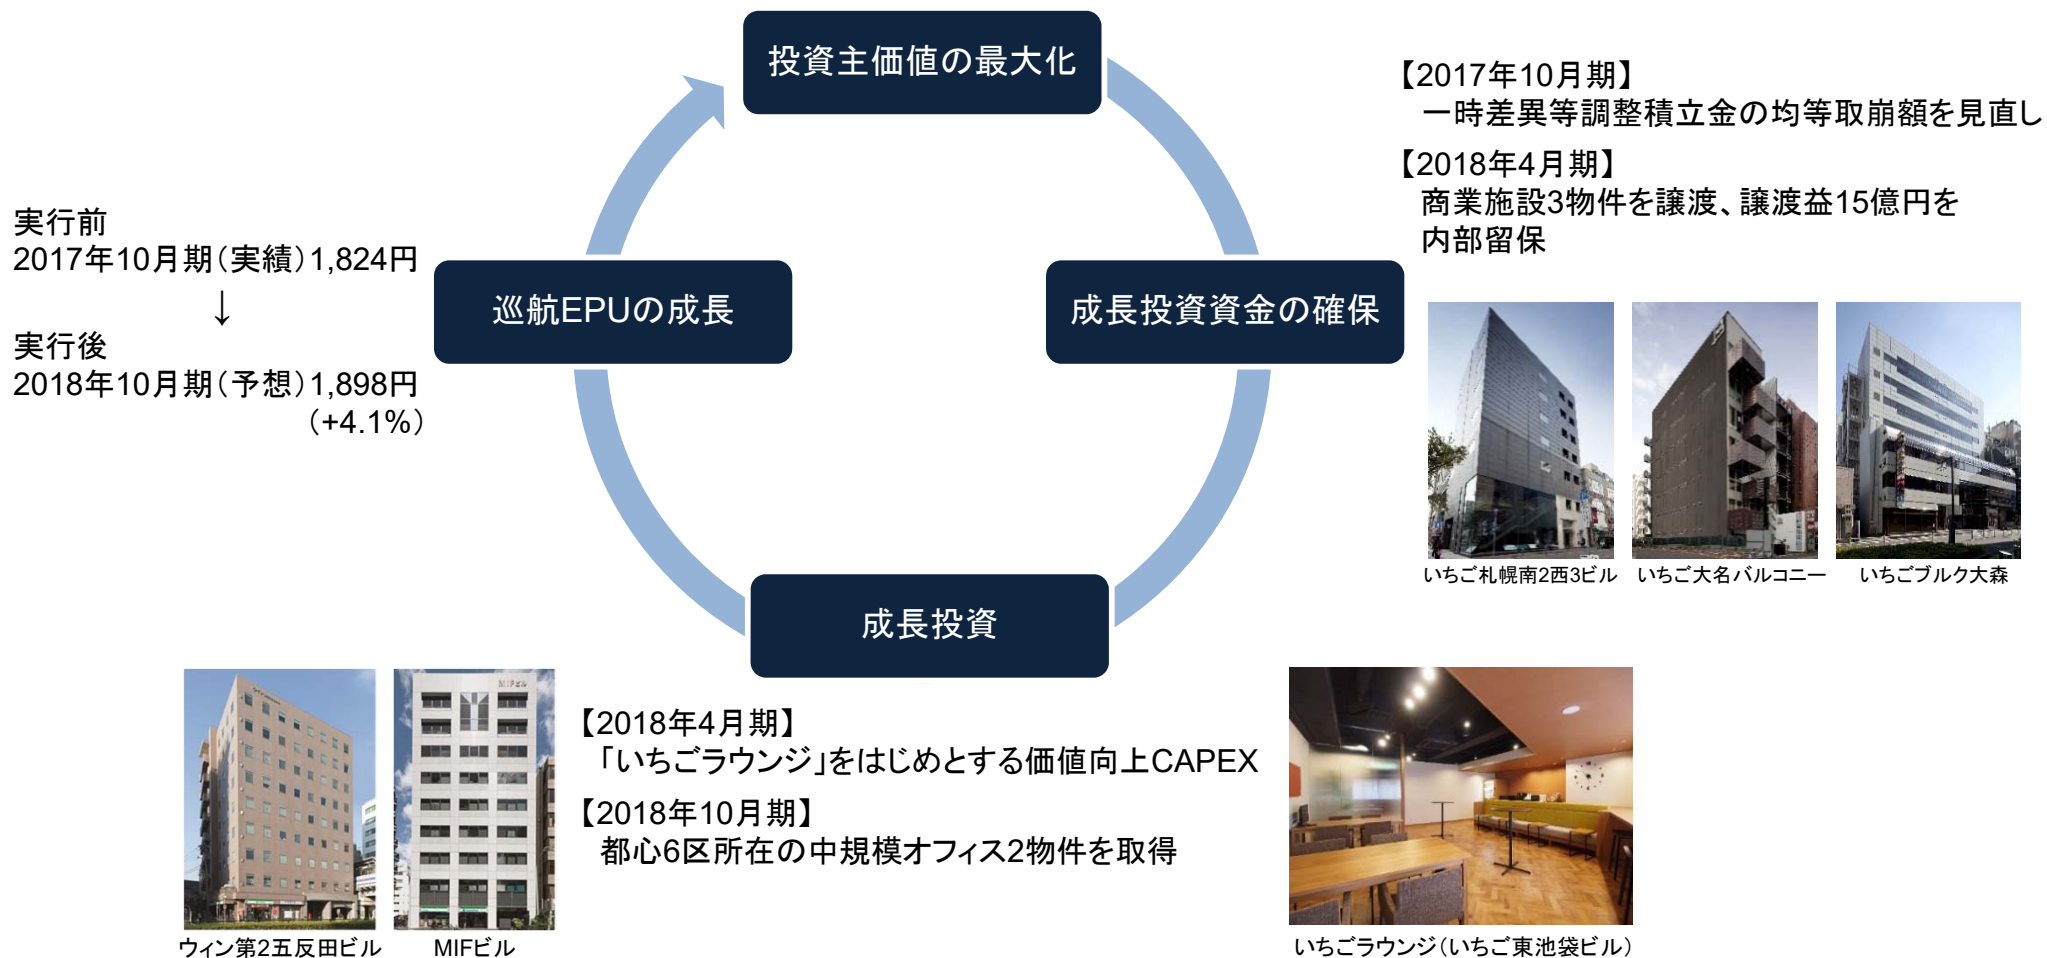 投資主価値の最大化
【2017年10月期】
一時差異等調整積立金の均等取崩額を見直し
【2018年4月期】
商業施設3物件を譲渡、譲渡益15億円を
内部留保
実行前
2017年10月期（実績）1,824円
↓
実行後
2018年10月期（予想）1,898円
（+4.1%）
巡航EPUの成長
成長投資資金の確保
いちご札幌南2西3ビル
いちご大名バルコニー
いちごブルク大森
成長投資
MIFビル
【2018年4月期】
「いちごラウンジ」をはじめとする価値向上CAPEX
【2018年10月期】
都心6区所在の中規模オフィス2物件を取得
ウィン第2五反田ビル
MIFビル
いちごラウンジ（いちご東池袋ビル）